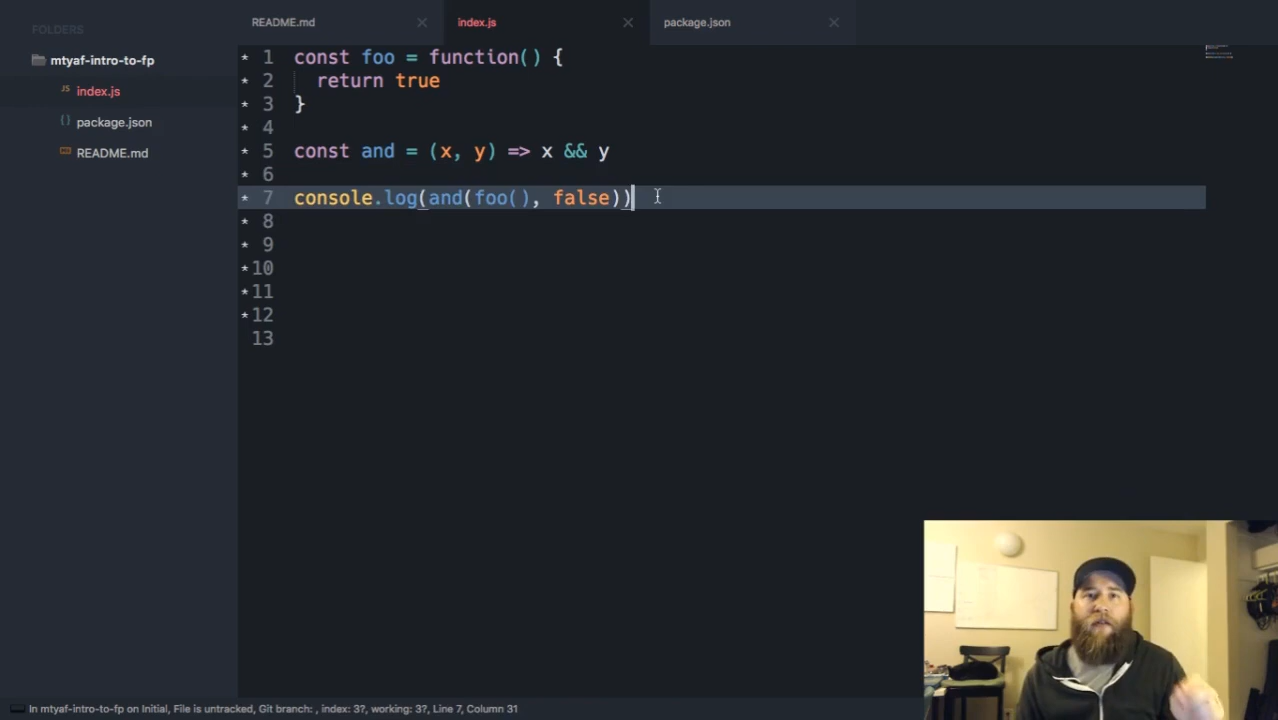 FOLDERS
mtyaf-intro-to-fp
JS index.js
{} package.json
README.md
README.md × index.js × package.json ×
* 1 const foo = function() {
* 2 return true
* 3 }
* 4
* 5 const and = (x, y) => x && y
* 6
* 7 console.log(and(foo(), false))
* 8
* 9
* 10
* 11
* 12
13
In mtyaf-intro-to-fp on Initial, File is untracked, Git branch: , index: 3?, working: 3?, Line 7, Column 31